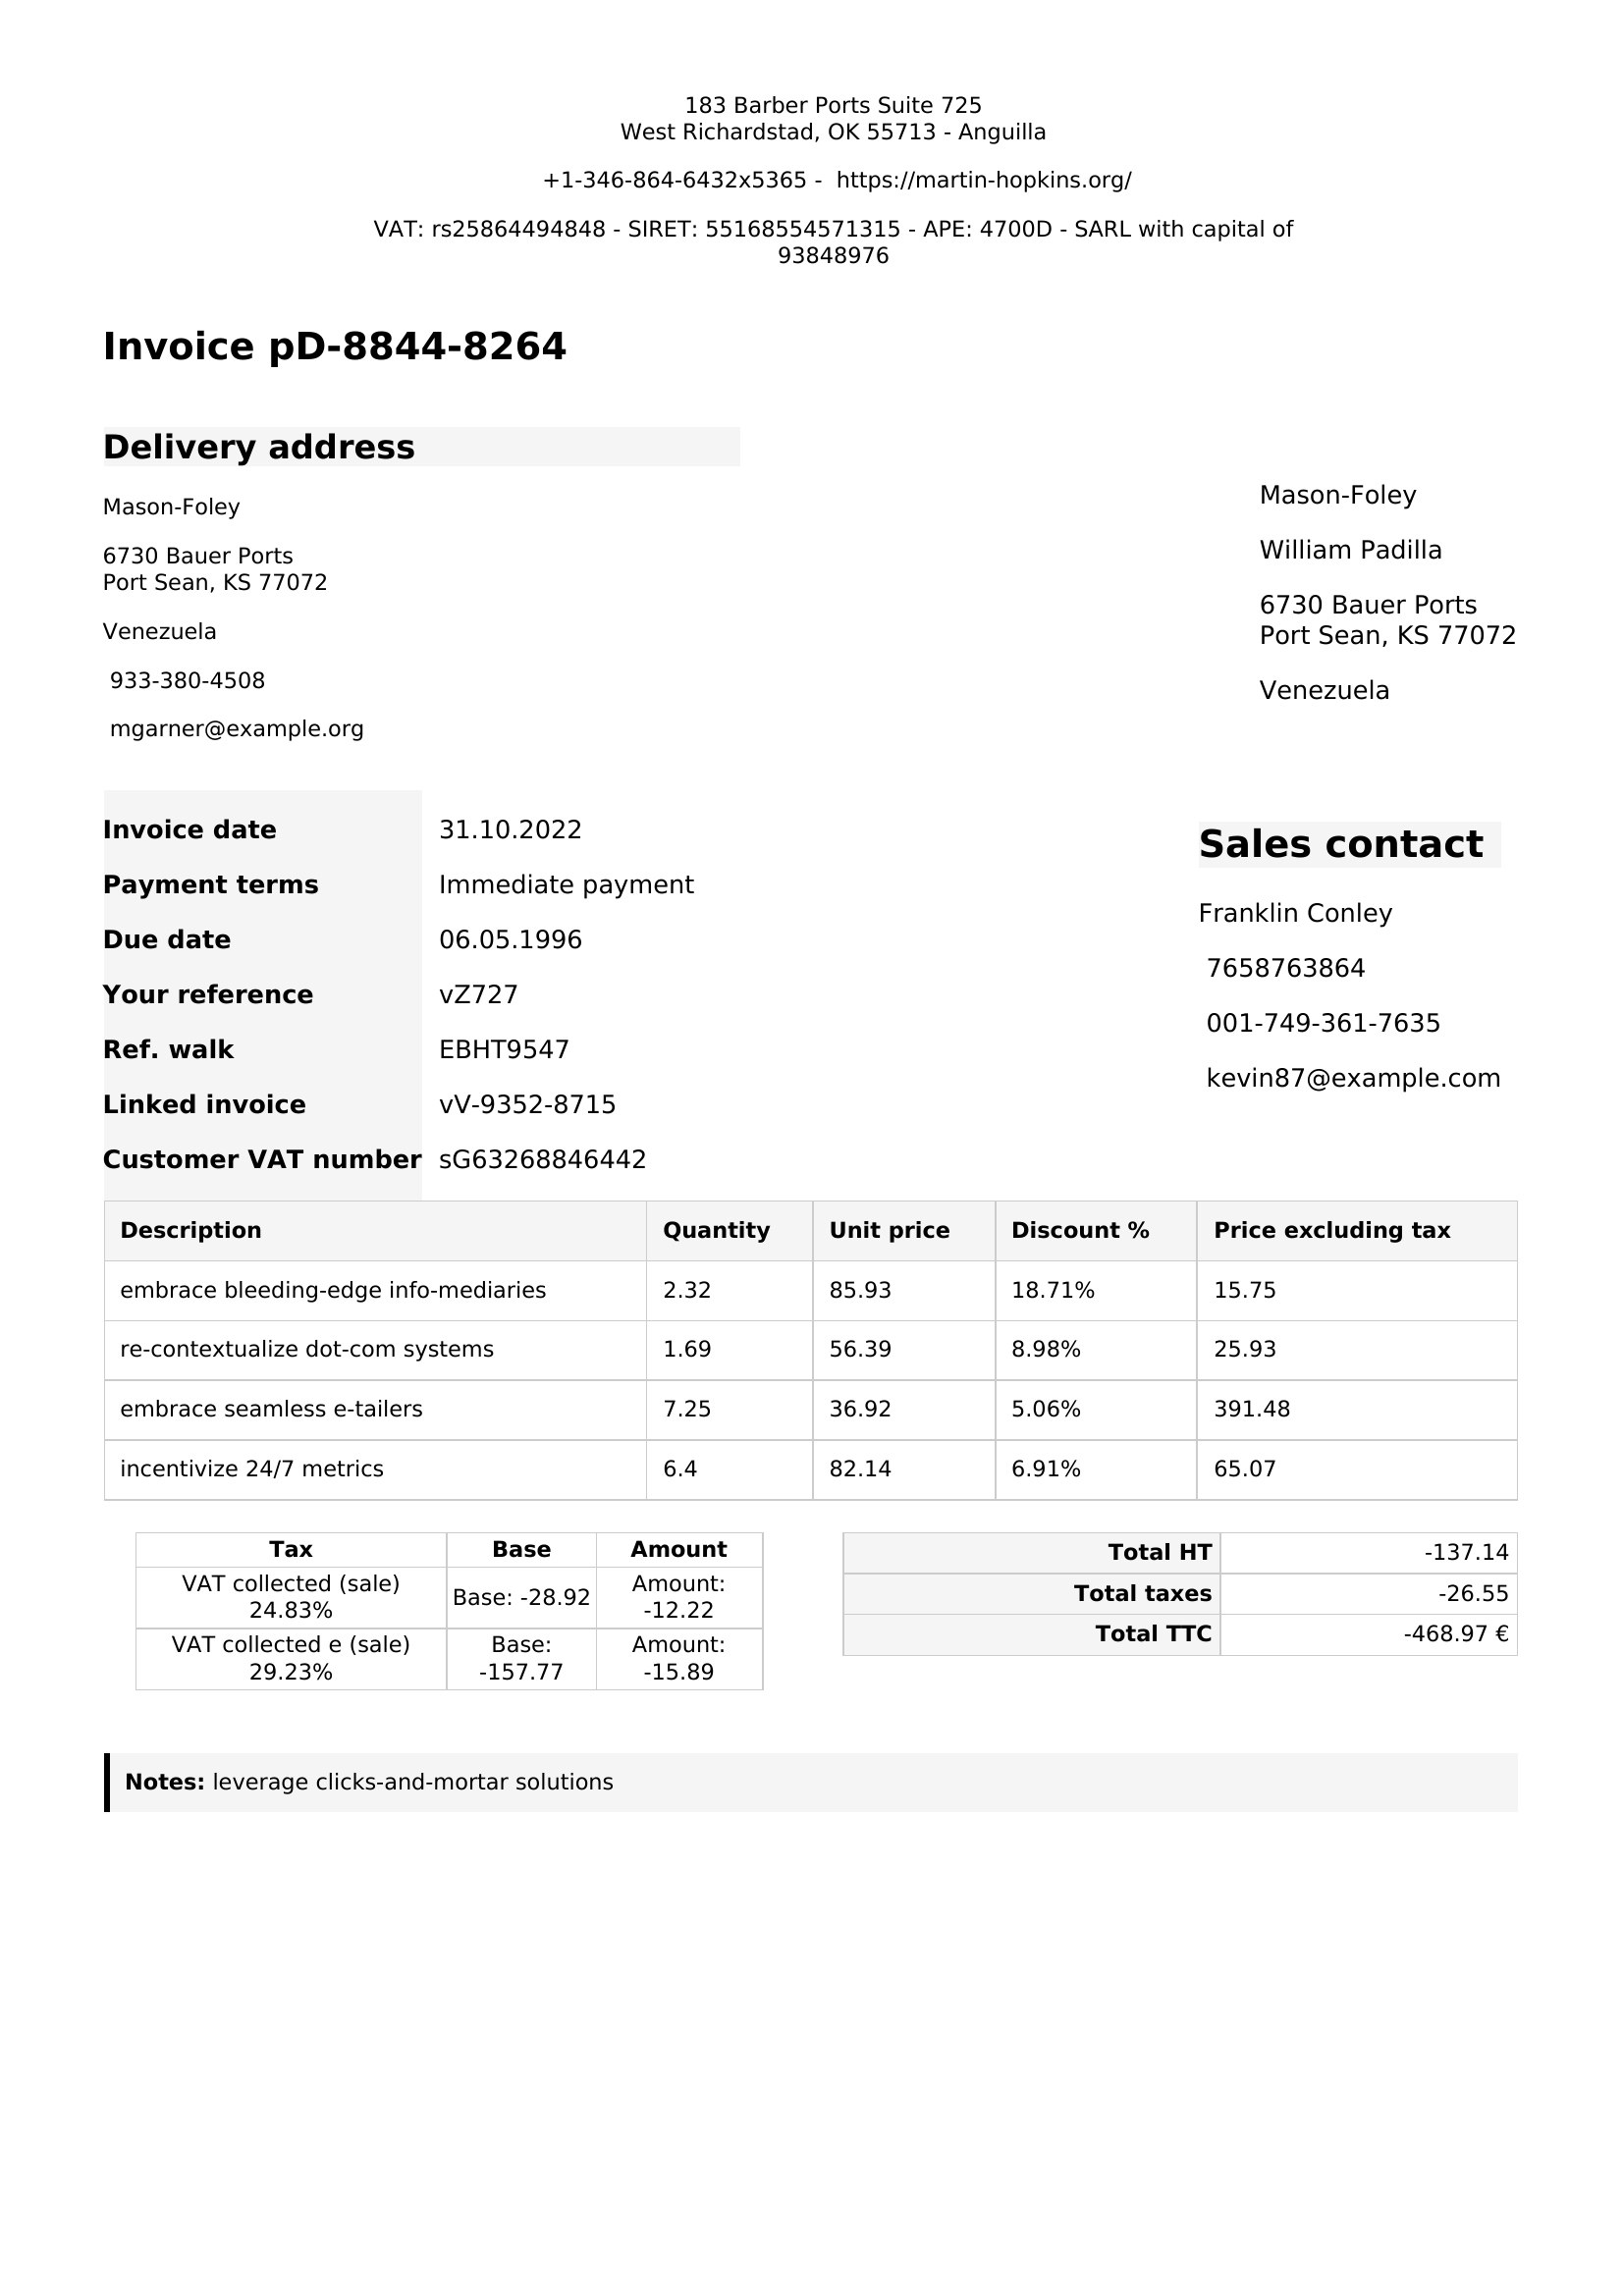 183 Barber Ports Suite 725
West Richardstad, OK 55713 - Anguilla
+1-346-864-6432x5365 - https://martin-hopkins.org/
VAT: rs25864494848 - SIRET: 55168554571315 - APE: 4700D - SARL with capital of
93848976
Invoice pD-8844-8264
Delivery address
Mason-Foley
6730 Bauer Ports
Port Sean, KS 77072
Venezuela
933-380-4508
mgarner@example.org
Mason-Foley
William Padilla
6730 Bauer Ports
Port Sean, KS 77072
Venezuela
Invoice date 31.10.2022
Payment terms Immediate payment
Due date 06.05.1996
Your reference vZ727
Ref. walk EBHT9547
Linked invoice vV-9352-8715
Customer VAT number sG63268846442
Sales contact
Franklin Conley
7658763864
001-749-361-7635
kevin87@example.com
Description Quantity Unit price Discount % Price excluding tax
embrace bleeding-edge info-mediaries 2.32 85.93 18.71% 15.75
re-contextualize dot-com systems 1.69 56.39 8.98% 25.93
embrace seamless e-tailers 7.25 36.92 5.06% 391.48
incentivize 24/7 metrics 6.4 82.14 6.91% 65.07
Tax Base Amount
VAT collected (sale)
24.83%
Base: -28.92
Amount:
-12.22
VAT collected e (sale)
29.23%
Base:
-157.77
Amount:
-15.89
Total HT -137.14
Total taxes -26.55
Total TTC -468.97 €
Notes: leverage clicks-and-mortar solutions